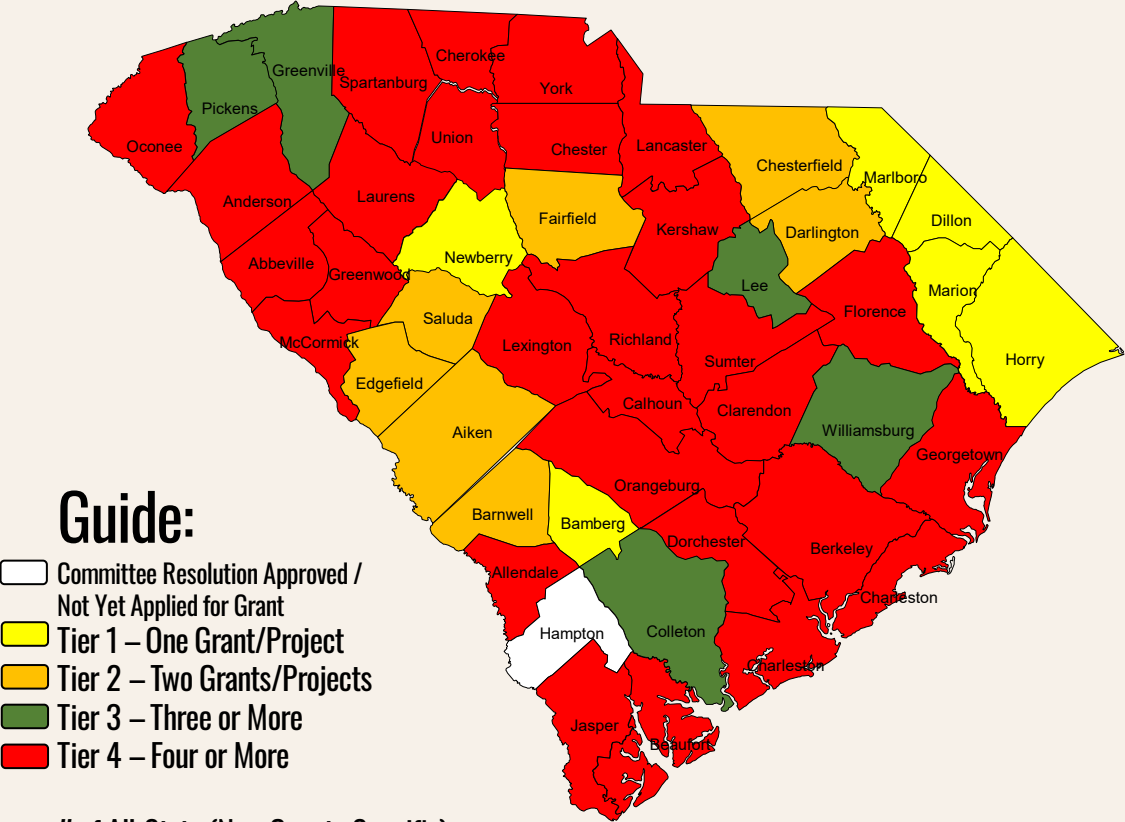 Cherokee
Greenville
Spartanburg
York
Pickens
Union
Oconee
Chester
Lancaster
Chesterfield
Marlboro
Anderson
Laurens
Fairfield
Kershaw
Darlington
Dillon
Newberry
Abbeville
Greenwood
Lee
Marion
Saluda
Florence
McCormick
Lexington
Richland
Sumter
Horry
Edgefield
Calhoun
Clarendon
Aiken
Williamsburg
Georgetown
Orangeburg
Barnwell
Bamberg
Dorchester
Berkeley
Allendale
Charleston
Hampton
Colleton
Charleston
Jasper
Beaufort
Guide:
Committee Resolution Approved /
Not Yet Applied for Grant
Tier 1 – One Grant/Project
Tier 2 – Two Grants/Projects
Tier 3 – Three or More
Tier 4 – Four or More